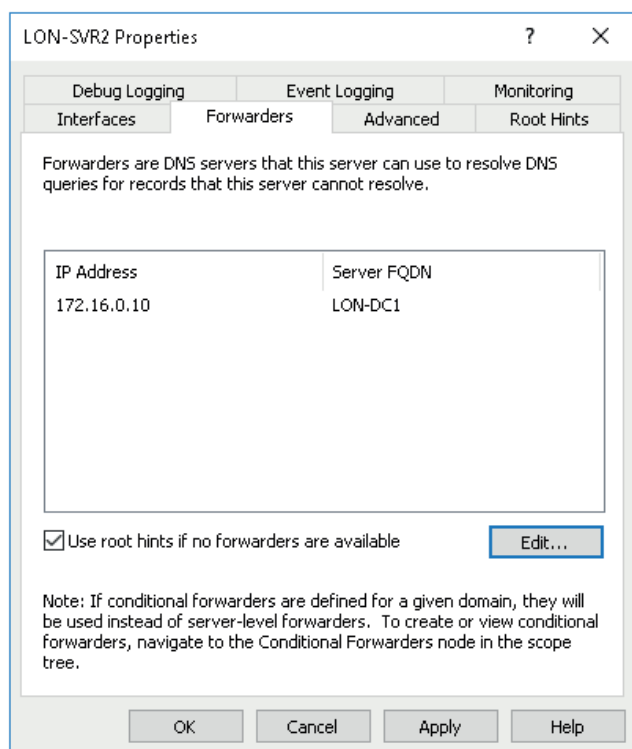 LON-SVR2 Properties
?
Debug Logging Event Logging Monitoring
Interfaces Forwarders Advanced Root Hints
Forwarders are DNS servers that this server can use to resolve DNS
queries for records that this server cannot resolve.
IP Address Server FQDN
172.16.0.10 LON-DC1
Use root hints if no forwarders are available Edit...
Note: If conditional forwarders are defined for a given domain, they will
be used instead of server-level forwarders. To create or view conditional
forwarders, navigate to the Conditional Forwarders node in the scope
tree.
OK Cancel Apply Help